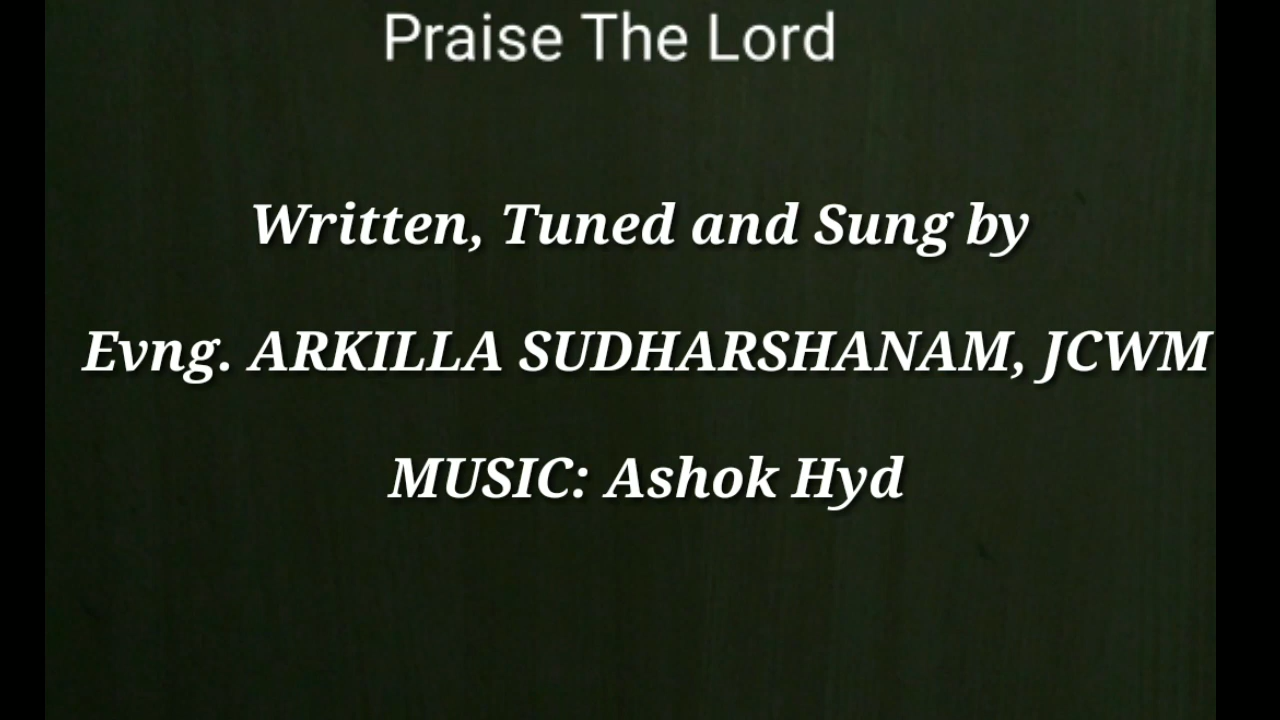 Praise The Lord
Written, Tuned and Sung by
Evng. ARKILLA SUDHARSHANAM, JCWM
MUSIC: Ashok Hyd